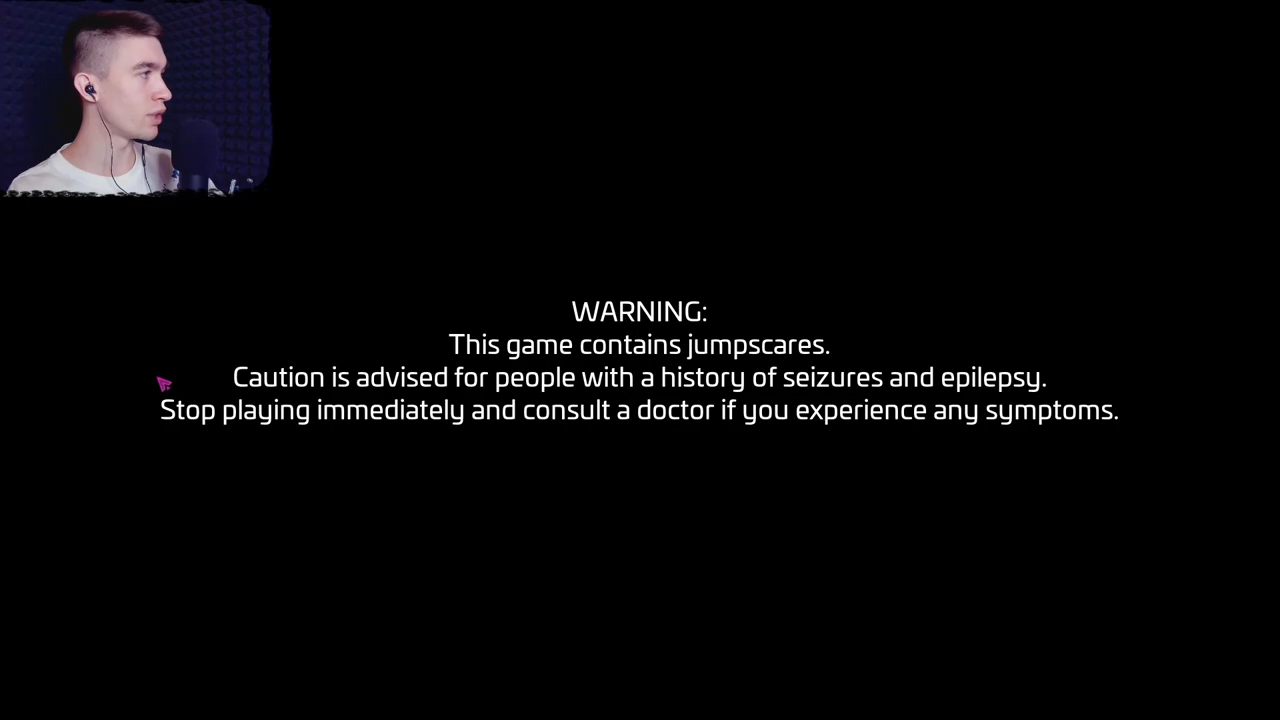 WARNING:
This game contains jumpscares.
Caution is advised for people with a history of seizures and epilepsy.
Stop playing immediately and consult a doctor if you experience any symptoms.